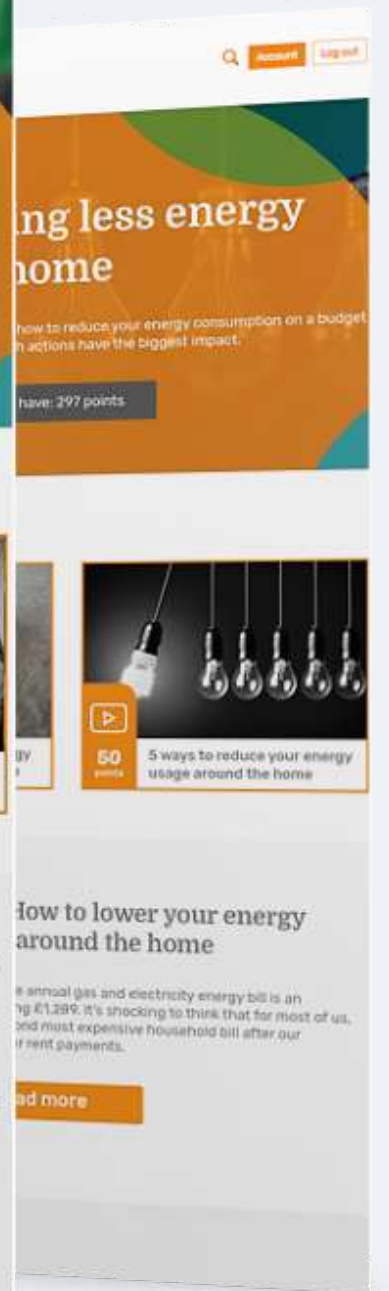 Account Log out
ing less energy
home
how to reduce your energy consumption on a budget
h actions have the biggest impact.
have: 297 points
gy
50
points
5 ways to reduce your energy
usage around the home
How to lower your energy
around the home
e annual gas and electricity energy bill is an
ng £1,289. It's shocking to think that for most of us,
ond most expensive household bill after our
r rent payments.
ad more